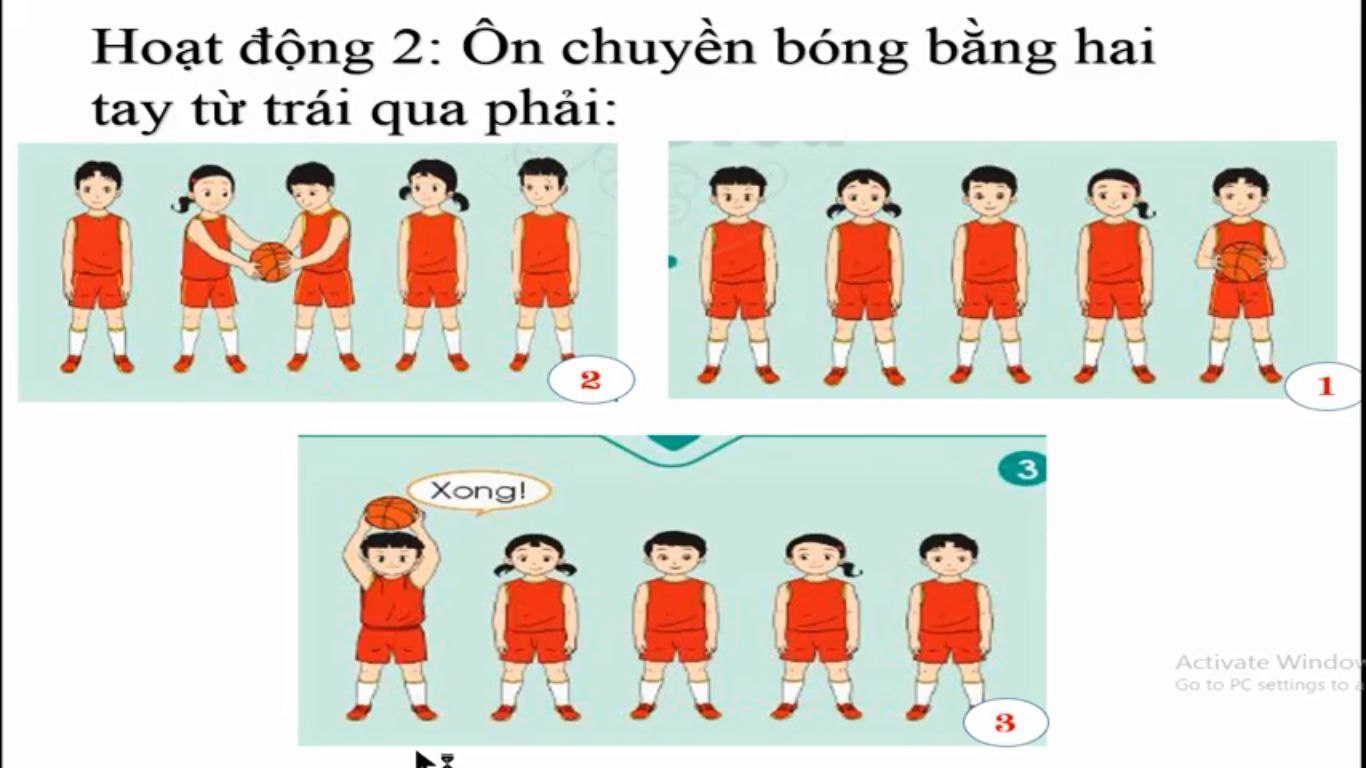 Hoạt động 2: Ôn chuyền bóng bằng hai
tay từ trái qua phải:
2
1
3
Xong!
3
Activate Window
Go to PC settings to a